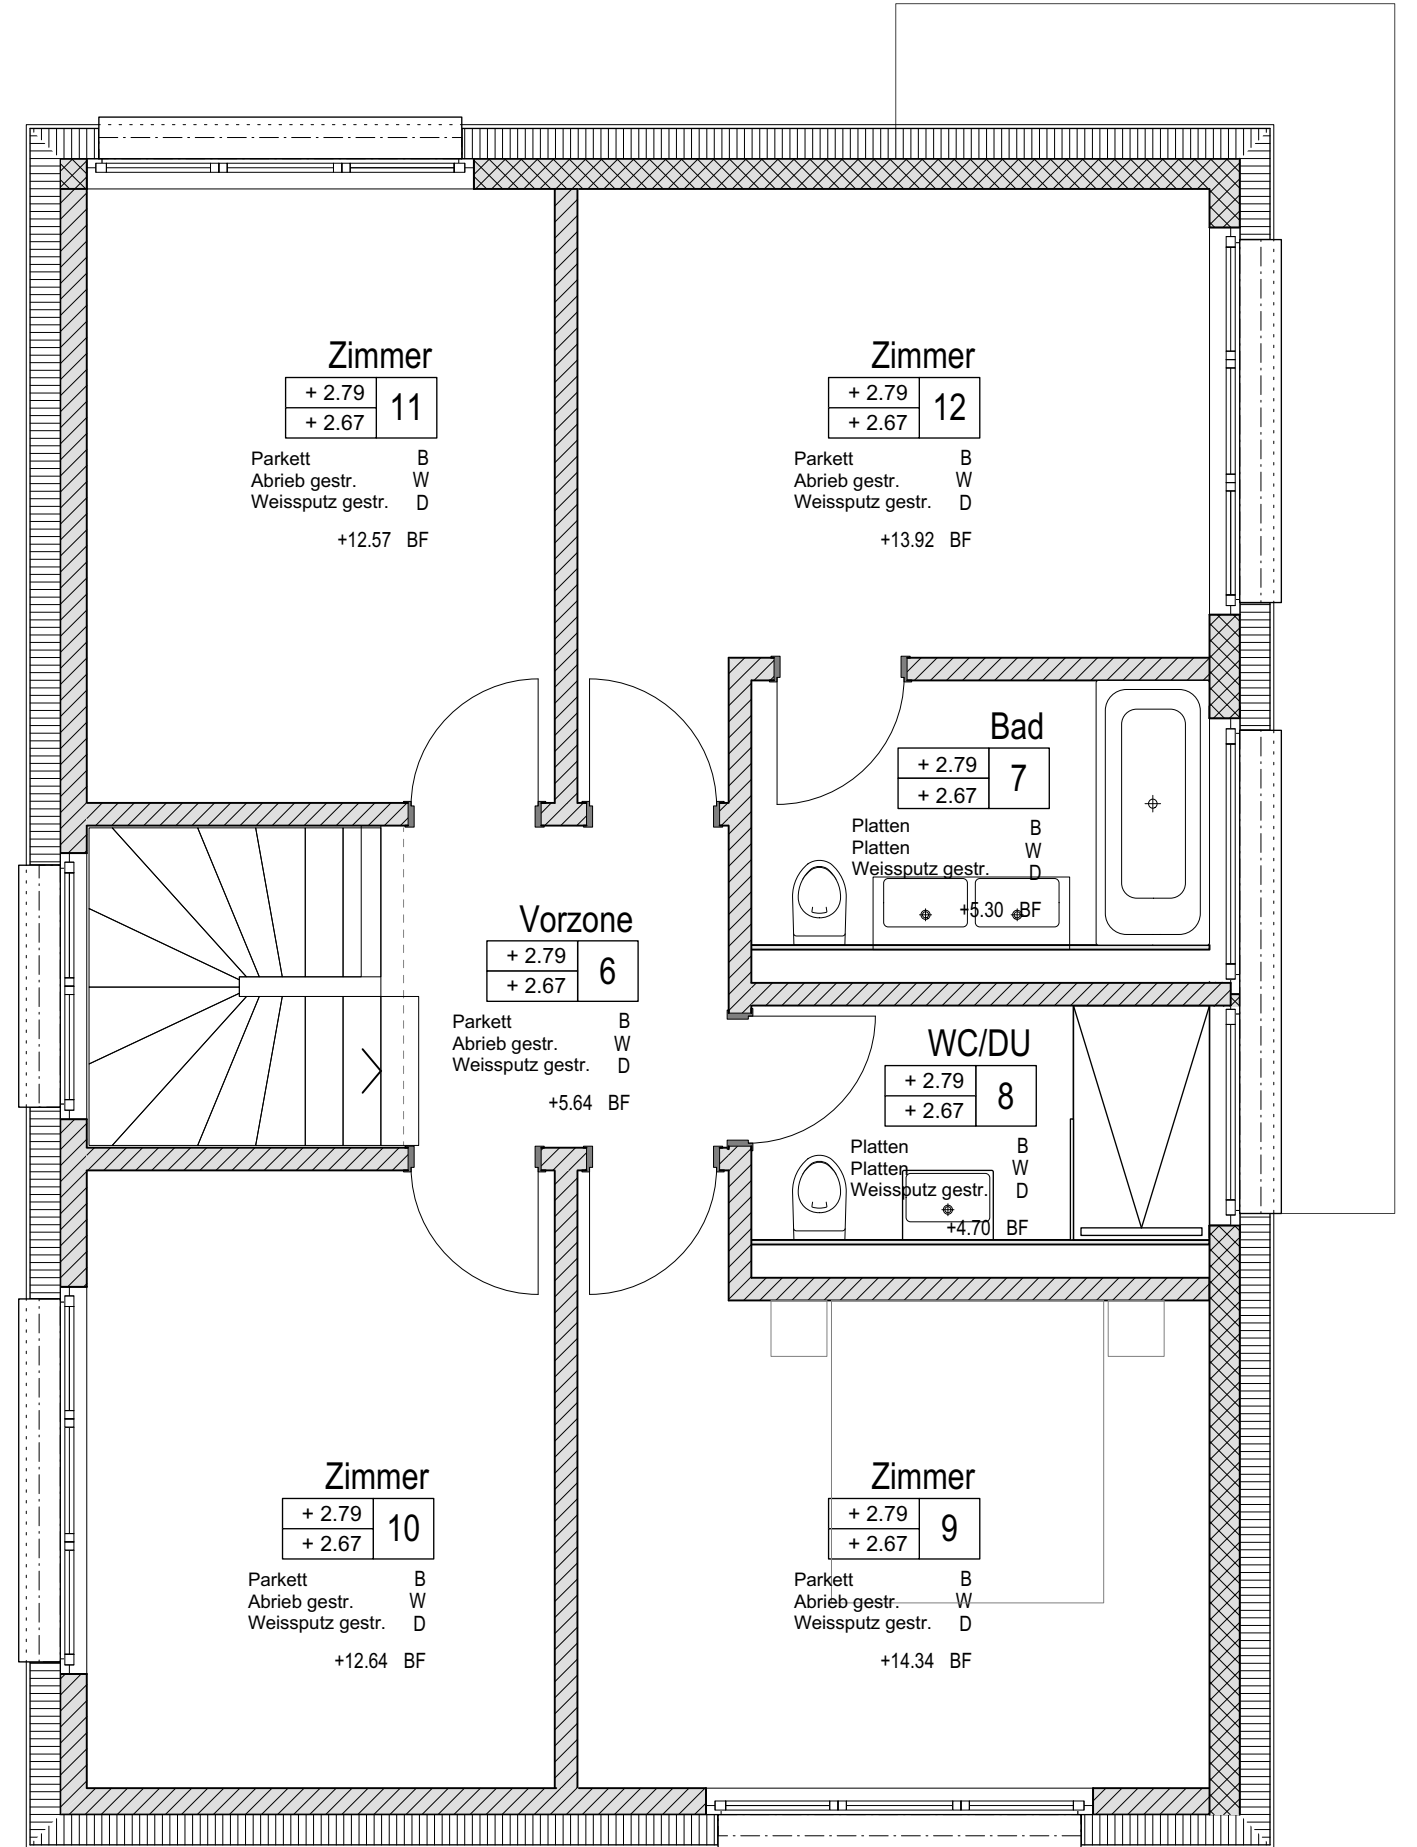 Zimmer
+ 2.79
+ 2.67
11
Parkett B
Abrieb gestr. W
Weissputz gestr. D
+12.57 BF
Zimmer
+ 2.79
+ 2.67
12
Parkett B
Abrieb gestr. W
Weissputz gestr. D
+13.92 BF
Bad
+ 2.79
+ 2.67
7
Platten B
Platten W
Weissputz gestr. D
+5.30 BF
Vorzone
+ 2.79
+ 2.67
6
Parkett B
Abrieb gestr. W
Weissputz gestr. D
+5.64 BF
WC/DU
+ 2.79
+ 2.67
8
Platten B
Platten W
Weissputz gestr. D
+4.70 BF
Zimmer
+ 2.79
+ 2.67
10
Parkett B
Abrieb gestr. W
Weissputz gestr. D
+12.64 BF
Zimmer
+ 2.79
+ 2.67
9
Parkett B
Abrieb gestr. W
Weissputz gestr. D
+14.34 BF